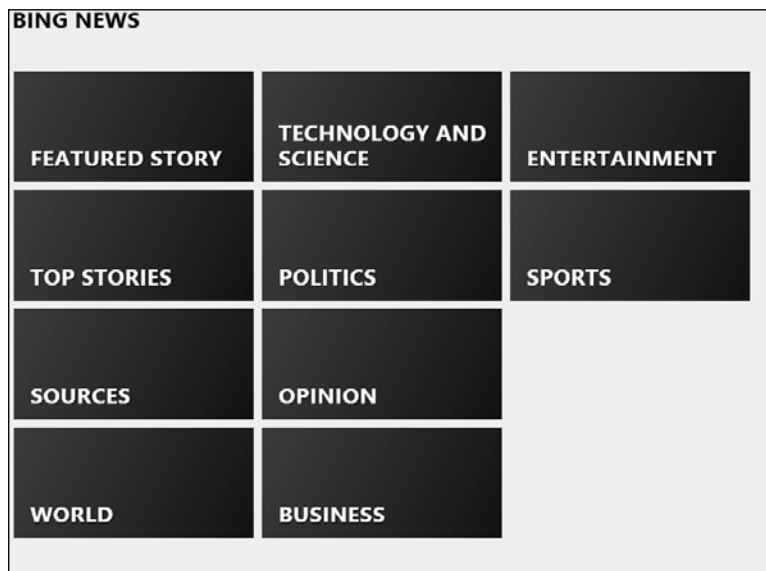 BING NEWS
FEATURED STORY
TECHNOLOGY AND
SCIENCE
ENTERTAINMENT
TOP STORIES
POLITICS
SPORTS
SOURCES
OPINION
WORLD
BUSINESS